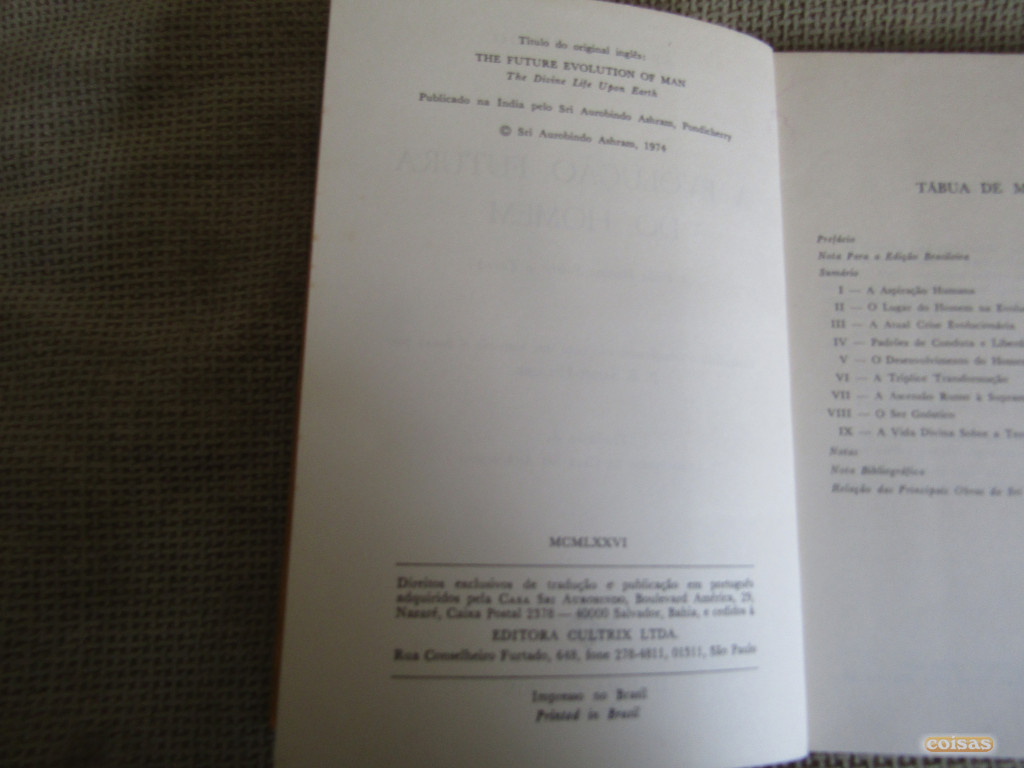 Título do original inglês:
THE FUTURE EVOLUTION OF MAN
The Divine Life Upon Earth
Publicado na Índia pelo Sri Aurobindo Ashram, Pondicherry
© Sri Aurobindo Ashram, 1974
MCMLXXVI
Direitos exclusivos de tradução e publicação em português
adquiridos pela CASA SRI AUROBINDO, Boulevard América, 29,
Nazaré, Caixa Postal 2378 — 40000 Salvador, Bahia, e cedidos à
EDITORA CULTRIX LTDA.
Rua Conselheiro Furtado, 648, fone 278-4811, 01511, São Paulo
Impresso no Brasil
Printed in Brazil
TÁBUA DE M
Prefácio
Nota Para a Edição Brasileira
Sumário
I — A Aspiração Humana
II — O Lugar do Homem na Evolu
III — A Atual Crise Evolucionária
IV — Padrões de Conduta e Liberd
V — O Desenvolvimento do Home
VI — A Tríplice Transformação
VII — A Ascensão Rumo à Supram
VIII — O Ser Gnóstico
IX — A Vida Divina Sobre a Ter
Notas
Nota Bibliográfica
Relação das Principais Obras de Sri
coisas